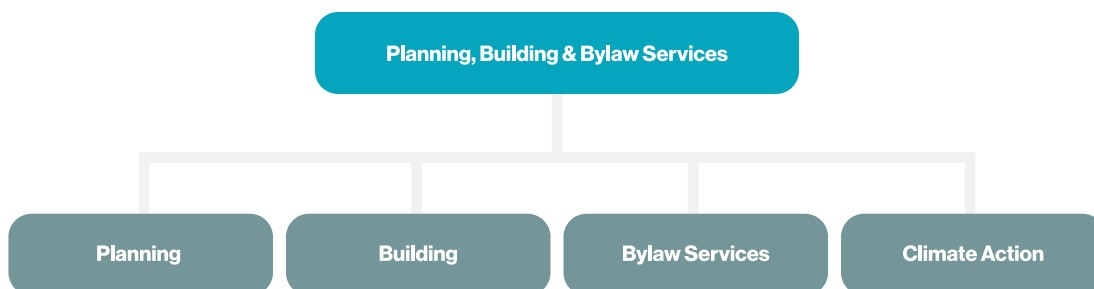 Planning, Building & Bylaw Services
Planning
Building
Bylaw Services
Climate Action